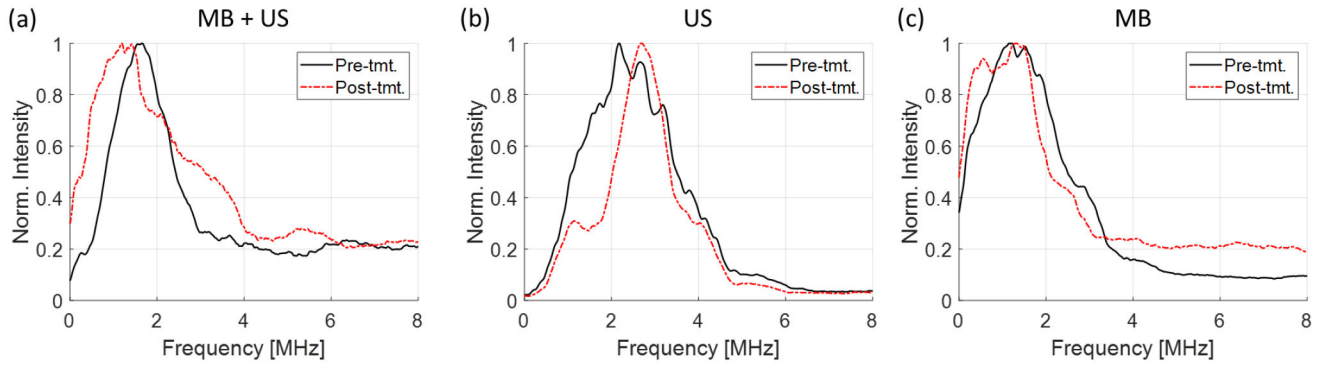 (a) MB + US
Pre-tmt.
Post-tmt.
1
0.8
0.6
0.4
0.2
0
Norm. Intensity
0 2 4 6 8
Frequency [MHz]
(b) US
Pre-tmt.
Post-tmt.
1
0.8
0.6
0.4
0.2
0
Norm. Intensity
0 2 4 6 8
Frequency [MHz]
(c) MB
Pre-tmt.
Post-tmt.
1
0.8
0.6
0.4
0.2
0
Norm. Intensity
0 2 4 6 8
Frequency [MHz]